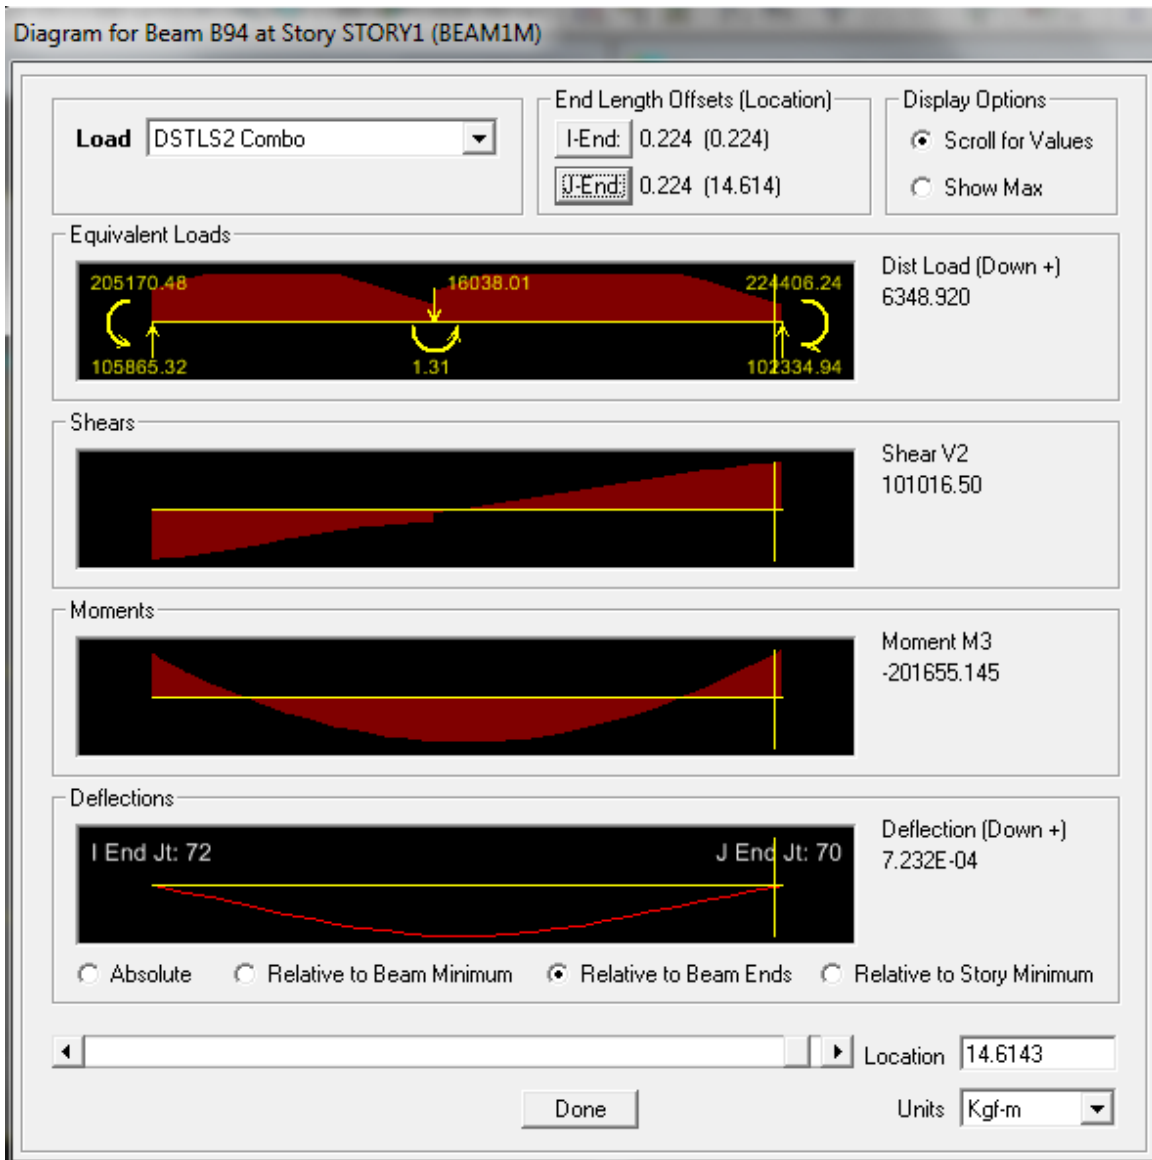 Diagram for Beam B94 at Story STORY1 (BEAM1M)
Load DSTLS2 Combo
End Length Offsets (Location)
I-End: 0.224 (0.224)
J-End: 0.224 (14.614)
Display Options
Scroll for Values
Show Max
Equivalent Loads
205170.48 16038.01 224406.24
105865.32 1.31 102334.94
Dist Load (Down +)
6348.920
Shears
Shear V2
101016.50
Moments
Moment M3
-201655.145
Deflections
I End Jt: 72 J End Jt: 70
Deflection (Down +)
7.232E-04
Absolute Relative to Beam Minimum Relative to Beam Ends Relative to Story Minimum
Location 14.6143
Done Units Kgf-m